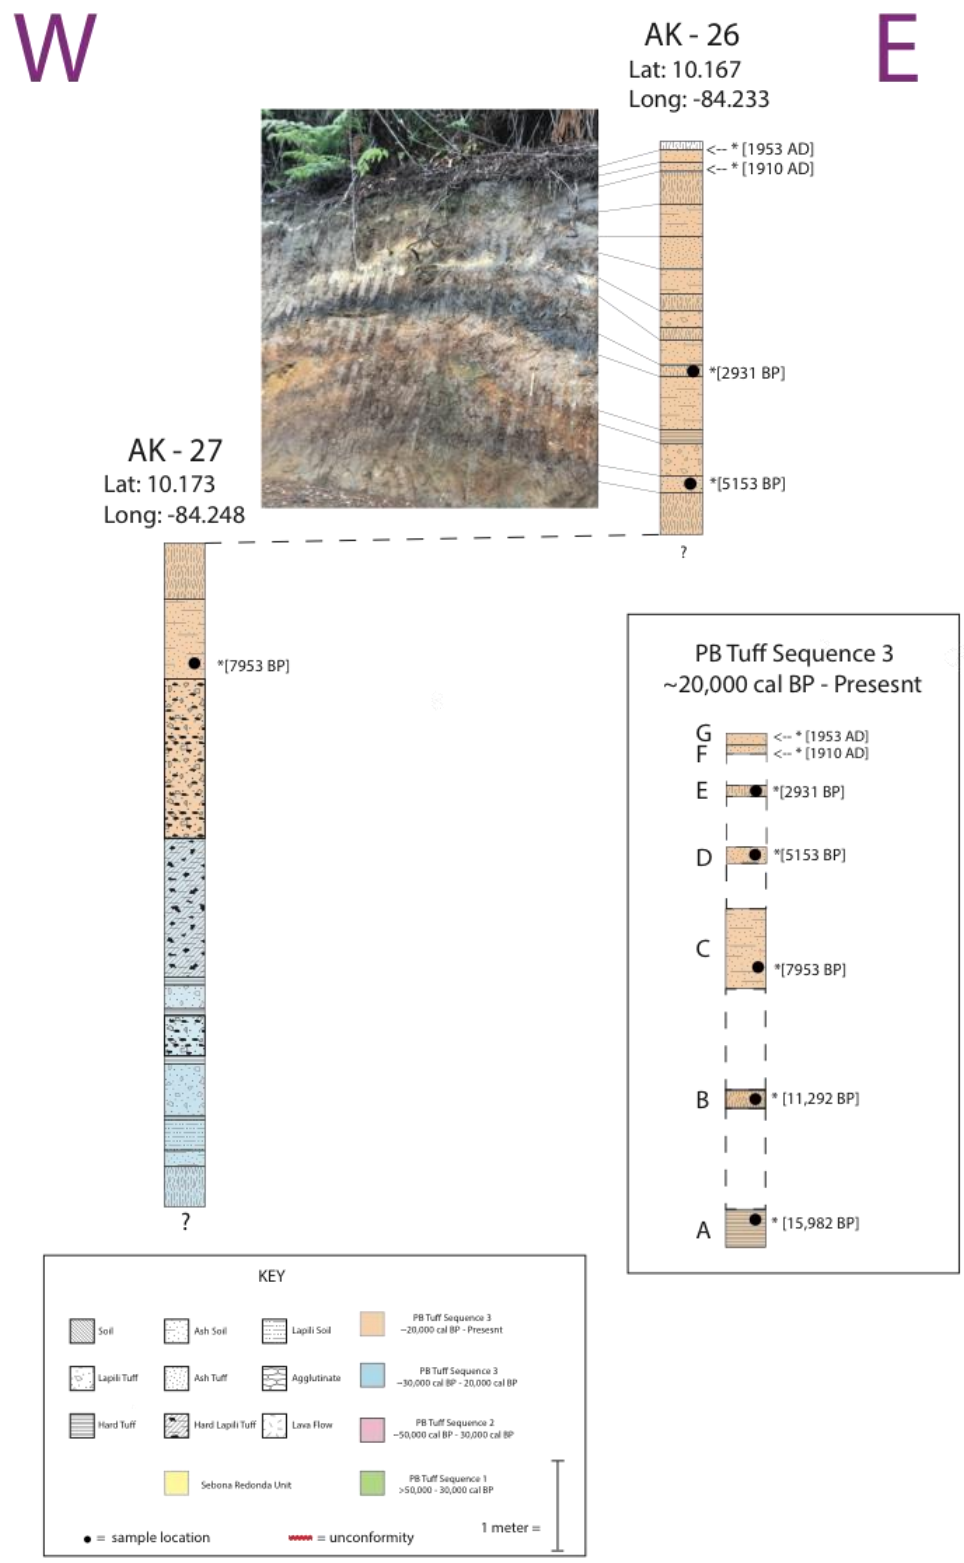 W
E
AK - 26
Lat: 10.167
Long: -84.233
<-- * [1953 AD]
<-- * [1910 AD]
*[2931 BP]
*[5153 BP]
?
AK - 27
Lat: 10.173
Long: -84.248
*[7953 BP]
?
PB Tuff Sequence 3
~20,000 cal BP - Presesnt
G <-- * [1953 AD]
F <-- * [1910 AD]
E *[2931 BP]
D *[5153 BP]
C *[7953 BP]
B * [11,292 BP]
A * [15,982 BP]
KEY
Soil
Ash Soil
Lapili Soil
PB Tuff Sequence 3
~20,000 cal BP - Presesnt
Lapili Tuff
Ash Tuff
Agglutinate
PB Tuff Sequence 3
~30,000 cal BP - 20,000 cal BP
Hard Tuff
Hard Lapili Tuff
Lava Flow
PB Tuff Sequence 2
~50,000 cal BP - 30,000 cal BP
Sebona Redonda Unit
PB Tuff Sequence 1
>50,000 - 30,000 cal BP
= sample location
= unconformity
1 meter =